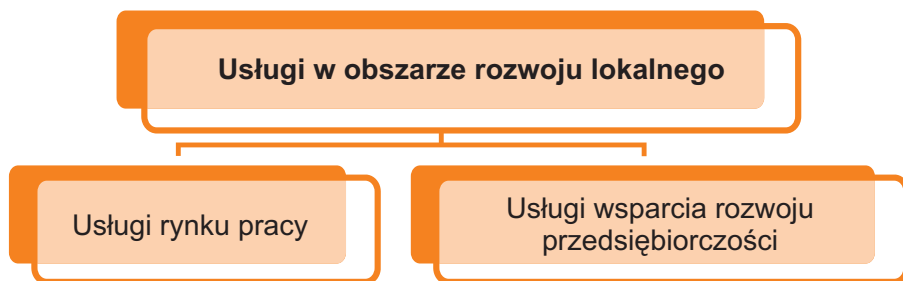 Usługi w obszarze rozwoju lokalnego
Usługi rynku pracy
Usługi wsparcia rozwoju
przedsiębiorczości